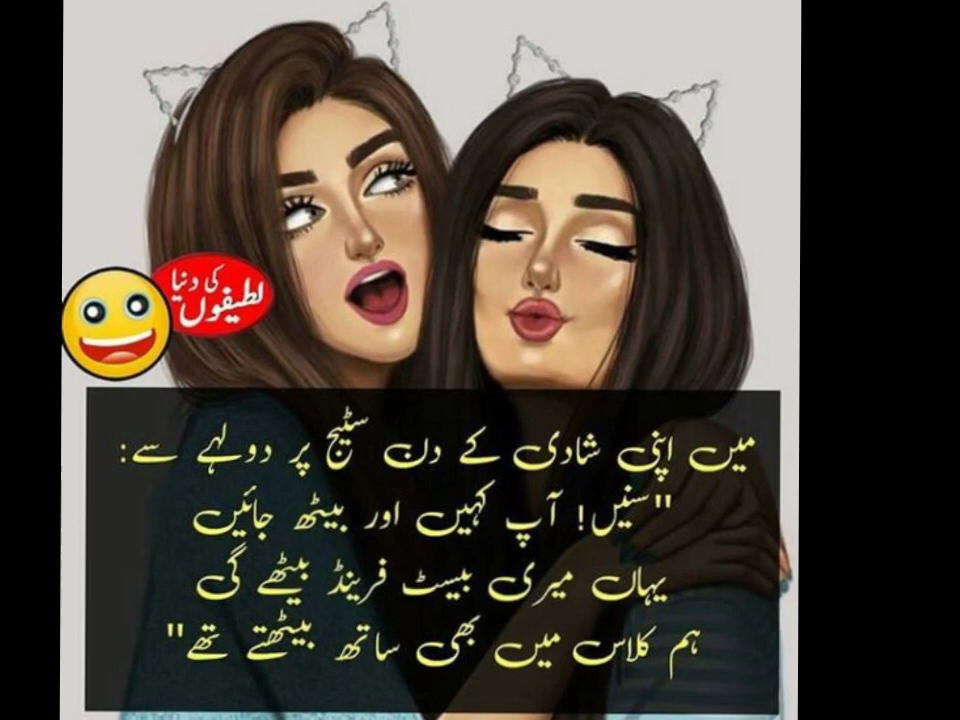 لطیفوں
کی دنیا
میں اپنی شادی کے دن سٹیج پر دولہے سے:
"سنیں! آپ کہیں اور بیٹھ جائیں
یہاں میری بیسٹ فرینڈ بیٹھے گی
ہم کلاس میں بھی ساتھ بیٹھتے تھے"